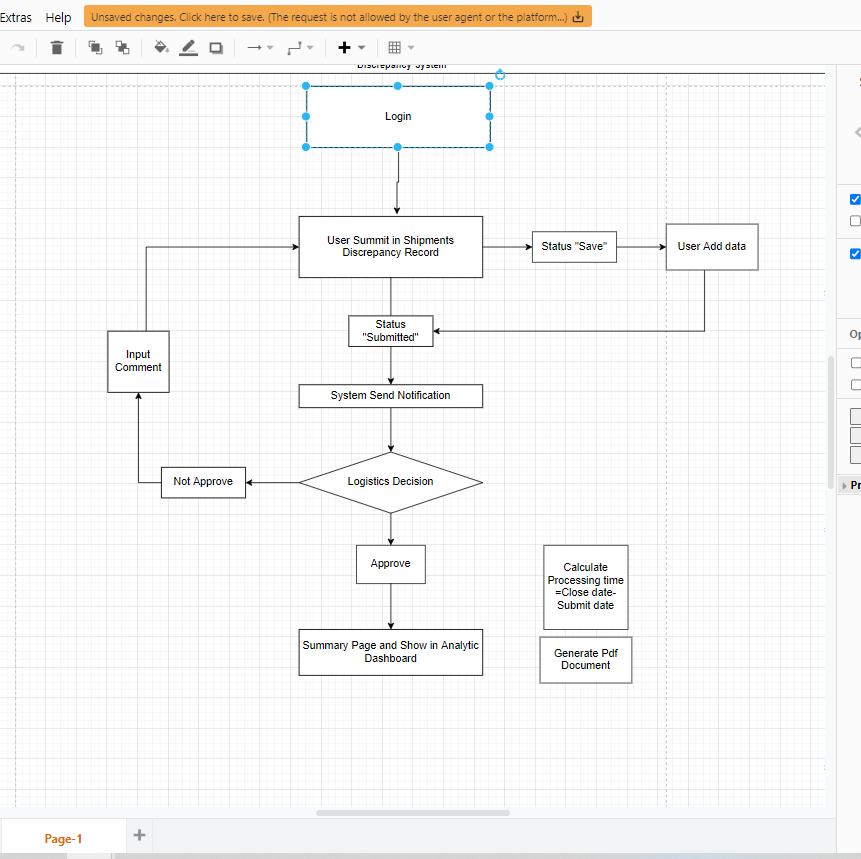 Extras Help Unsaved changes. Click here to save. (The request is not allowed by the user agent or the platform...)
Discrepancy System
Login
User Summit in Shipments
Discrepancy Record
Status "Save"
User Add data
Status
"Submitted"
Input
Comment
System Send Notification
Logistics Decision
Not Approve
Approve
Calculate
Processing time
=Close date-
Submit date
Summary Page and Show in Analytic
Dashboard
Generate Pdf
Document
Op
Pr
Page-1